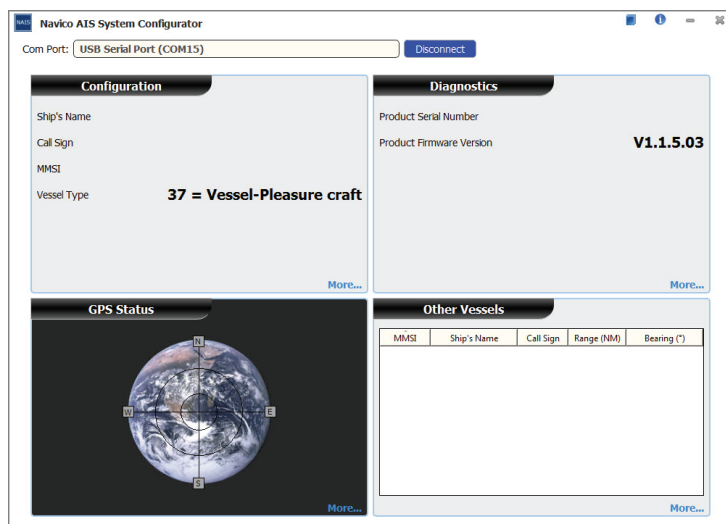 NAIS Navico AIS System Configurator
Com Port: USB Serial Port (COM15) Disconnect
Configuration
Ship's Name
Call Sign
MMSI
Vessel Type 37 = Vessel-Pleasure craft
More...
Diagnostics
Product Serial Number
Product Firmware Version V1.1.5.03
More...
GPS Status
N
W E
S
More...
Other Vessels
MMSI Ship's Name Call Sign Range (NM) Bearing (°)
More...